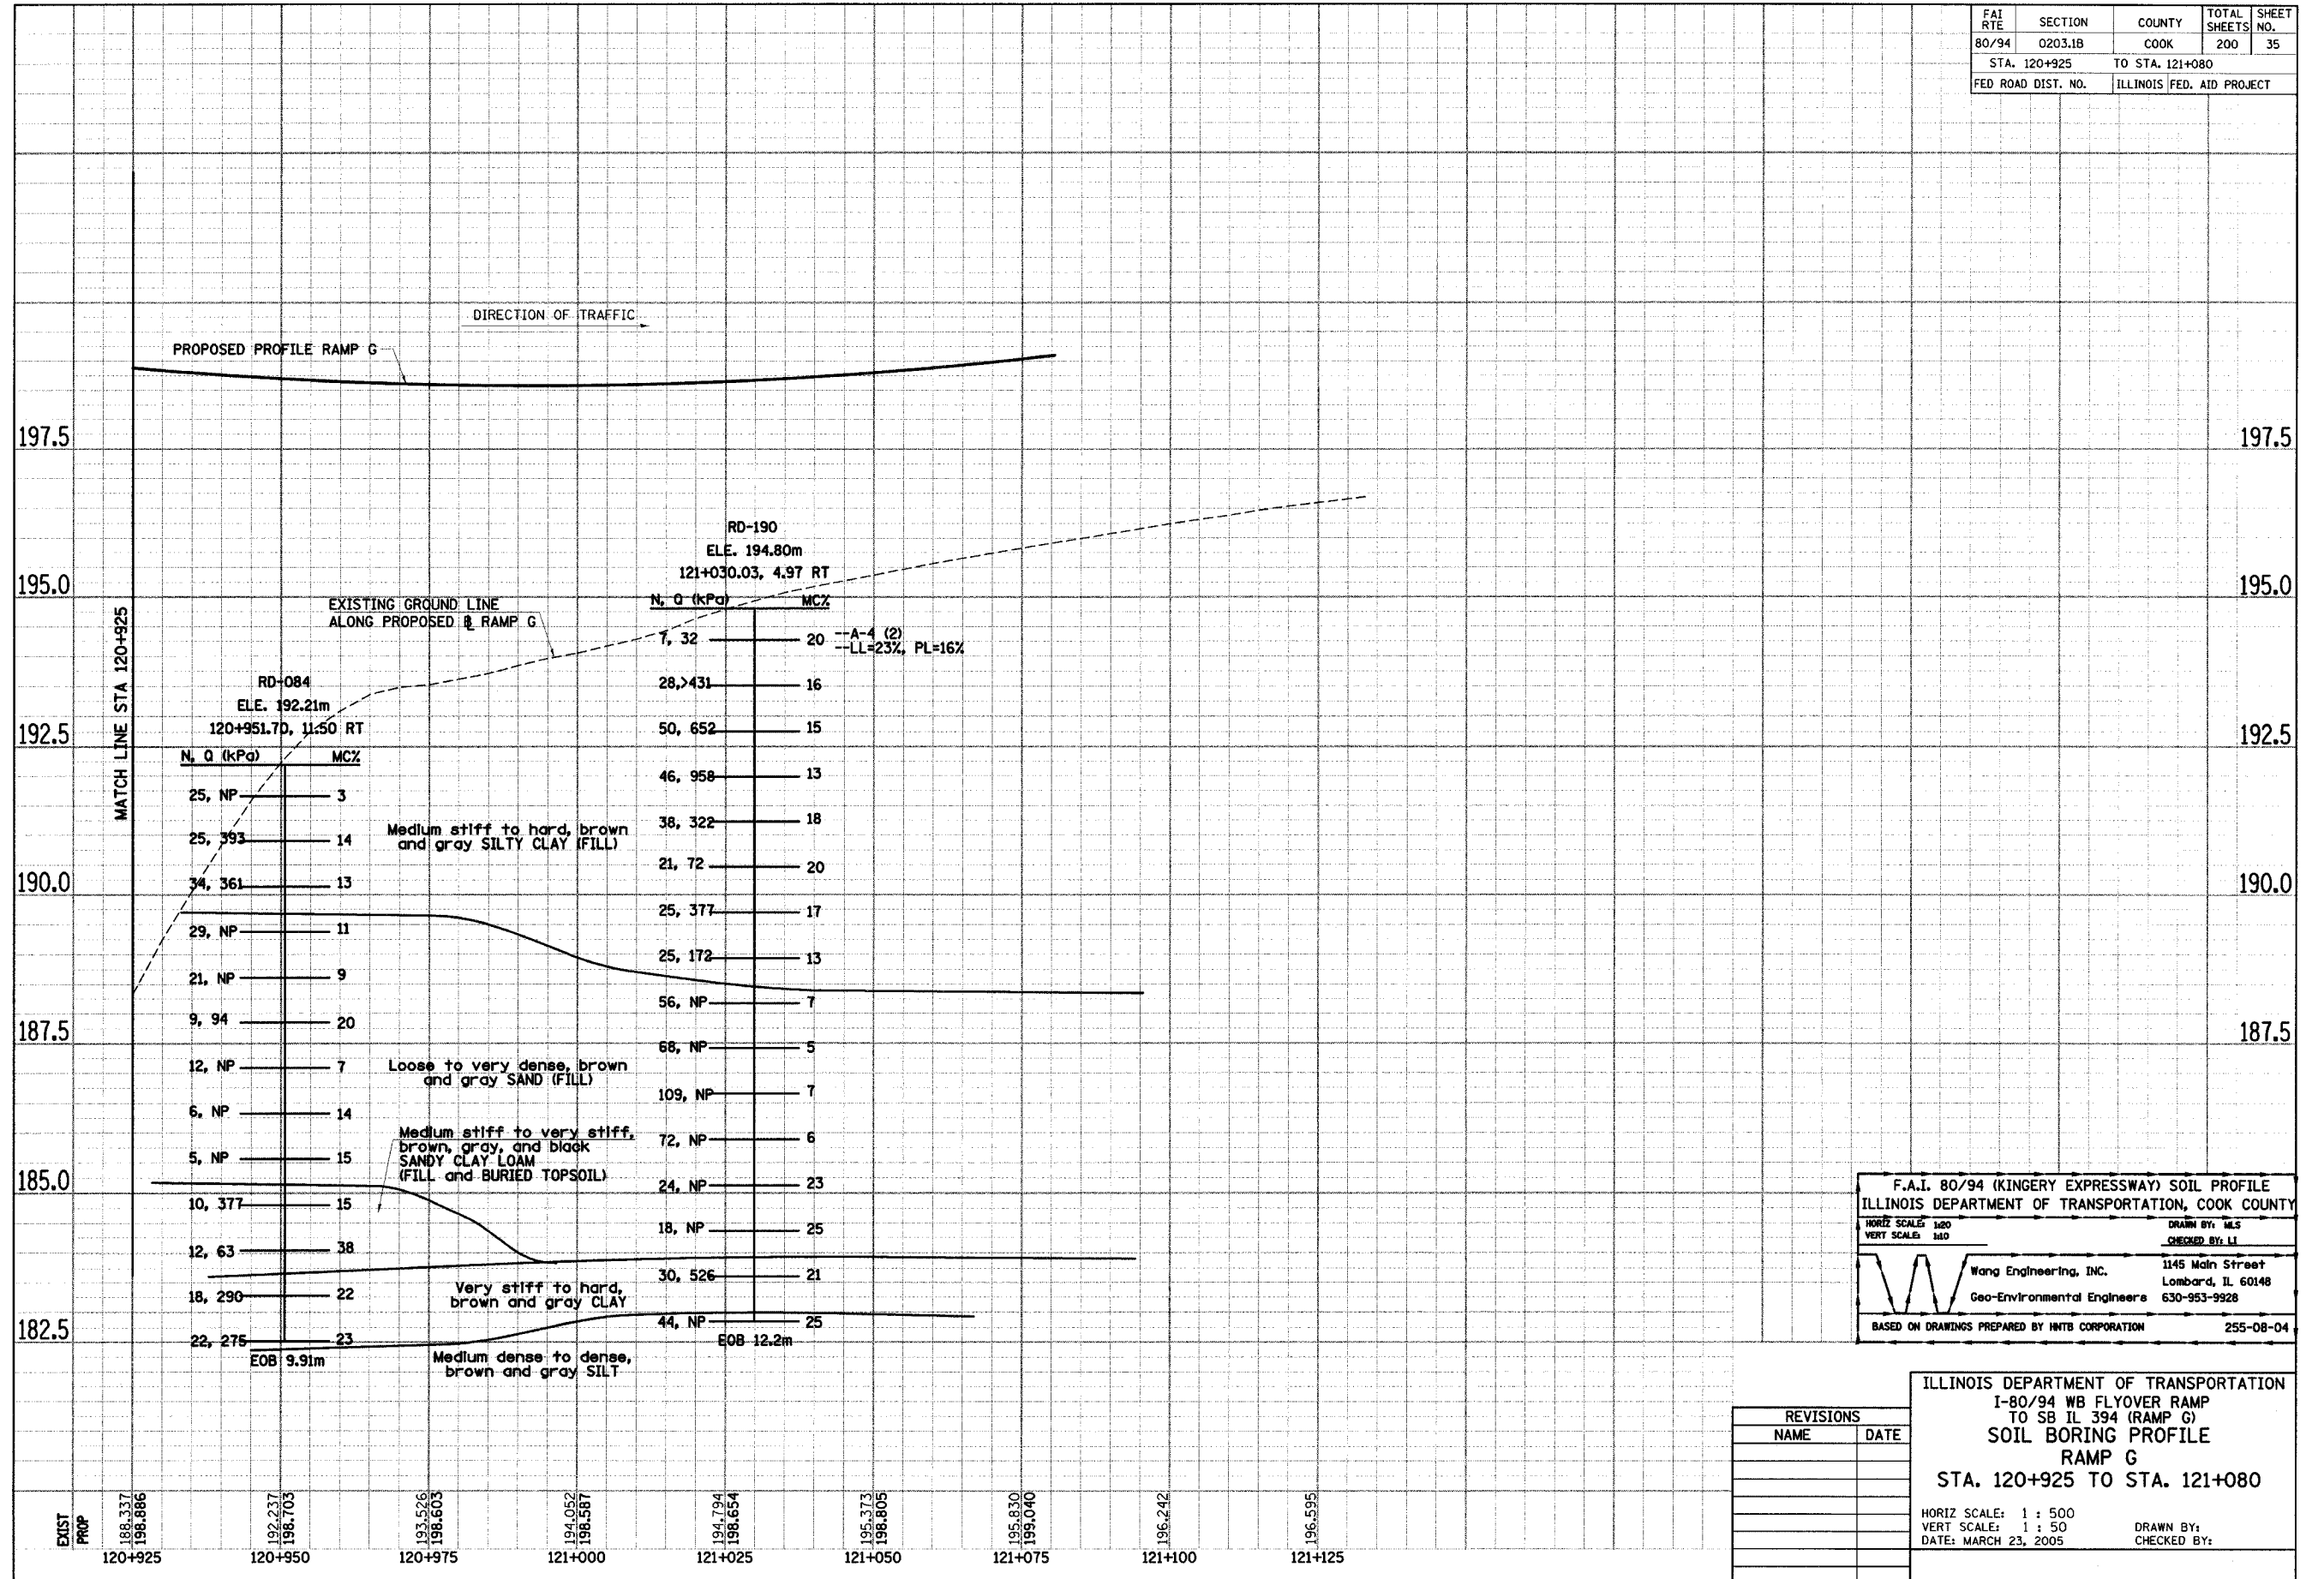 FAI RTE SECTION COUNTY TOTAL SHEETS SHEET NO.
80/94 0203.1B COOK 200 35
STA. 120+925 TO STA. 121+080
FED ROAD DIST. NO. ILLINOIS FED. AID PROJECT
DIRECTION OF TRAFFIC
PROPOSED PROFILE RAMP G
197.5 197.5
195.0 195.0
192.5 192.5
190.0 190.0
187.5 187.5
185.0 185.0
182.5
MATCH LINE STA 120+925
EXISTING GROUND LINE
ALONG PROPOSED ℄ RAMP G
RD-084
ELE. 192.21m
120+951.70, 11.50 RT
N, Q (kPa) MC%
25, NP 3
25, 393 14
34, 361 13
29, NP 11
21, NP 9
9, 94 20
12, NP 7
6, NP 14
5, NP 15
10, 377 15
12, 63 38
18, 290 22
22, 275 23
EOB 9.91m
RD-190
ELE. 194.80m
121+030.03, 4.97 RT
N, Q (kPa) MC%
7, 32 20 --A-4 (2)
--LL=23%, PL=16%
28,>431 16
50, 652 15
46, 958 13
38, 322 18
21, 72 20
25, 377 17
25, 172 13
56, NP 7
68, NP 5
109, NP 7
72, NP 6
24, NP 23
18, NP 25
30, 526 21
44, NP 25
EOB 12.2m
Medium stiff to hard, brown
and gray SILTY CLAY (FILL)
Loose to very dense, brown
and gray SAND (FILL)
Medium stiff to very stiff,
brown, gray, and black
SANDY CLAY LOAM
(FILL and BURIED TOPSOIL)
Very stiff to hard,
brown and gray CLAY
Medium dense to dense,
brown and gray SILT
F.A.I. 80/94 (KINGERY EXPRESSWAY) SOIL PROFILE
ILLINOIS DEPARTMENT OF TRANSPORTATION, COOK COUNTY
HORIZ SCALE: 1:20 DRAWN BY: MLS
VERT SCALE: 1:10 CHECKED BY: LI
Wang Engineering, INC. 1145 Main Street
Lombard, IL 60148
Geo-Environmental Engineers 630-953-9928
BASED ON DRAWINGS PREPARED BY HNTB CORPORATION 255-08-04
REVISIONS
NAME DATE
ILLINOIS DEPARTMENT OF TRANSPORTATION
I-80/94 WB FLYOVER RAMP
TO SB IL 394 (RAMP G)
SOIL BORING PROFILE
RAMP G
STA. 120+925 TO STA. 121+080
HORIZ SCALE: 1 : 500
VERT SCALE: 1 : 50 DRAWN BY:
DATE: MARCH 23, 2005 CHECKED BY:
EXIST 188.337 192.237 193.526 194.052 194.794 195.373 195.830 196.242 196.595
PROP 198.886 198.703 198.603 198.587 198.654 198.805 199.040
120+925 120+950 120+975 121+000 121+025 121+050 121+075 121+100 121+125